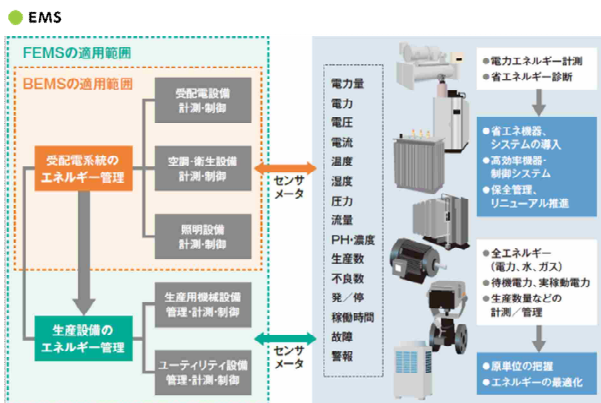 EMS
FEMSの適用範囲
BEMSの適用範囲
受配電系統の
エネルギー管理
受配電設備
計測・制御
空調・衛生設備
計測・制御
照明設備
計測・制御
生産設備の
エネルギー管理
生産用機械設備
管理・計測・制御
ユーティリティ設備
管理・計測・制御
センサ
メータ
センサ
メータ
電力量
電力
電圧
電流
温度
湿度
圧力
流量
PH・濃度
生産数
不良数
発／停
稼働時間
故障
警報
●電力エネルギー計測
●省エネルギー診断
●省エネ機器、
システムの導入
●高効率機器・
制御システム
●保全管理、
リニューアル推進
●全エネルギー
(電力、水、ガス)
●待機電力、実稼動電力
●生産数量などの
計測／管理
●原単位の把握
●エネルギーの最適化